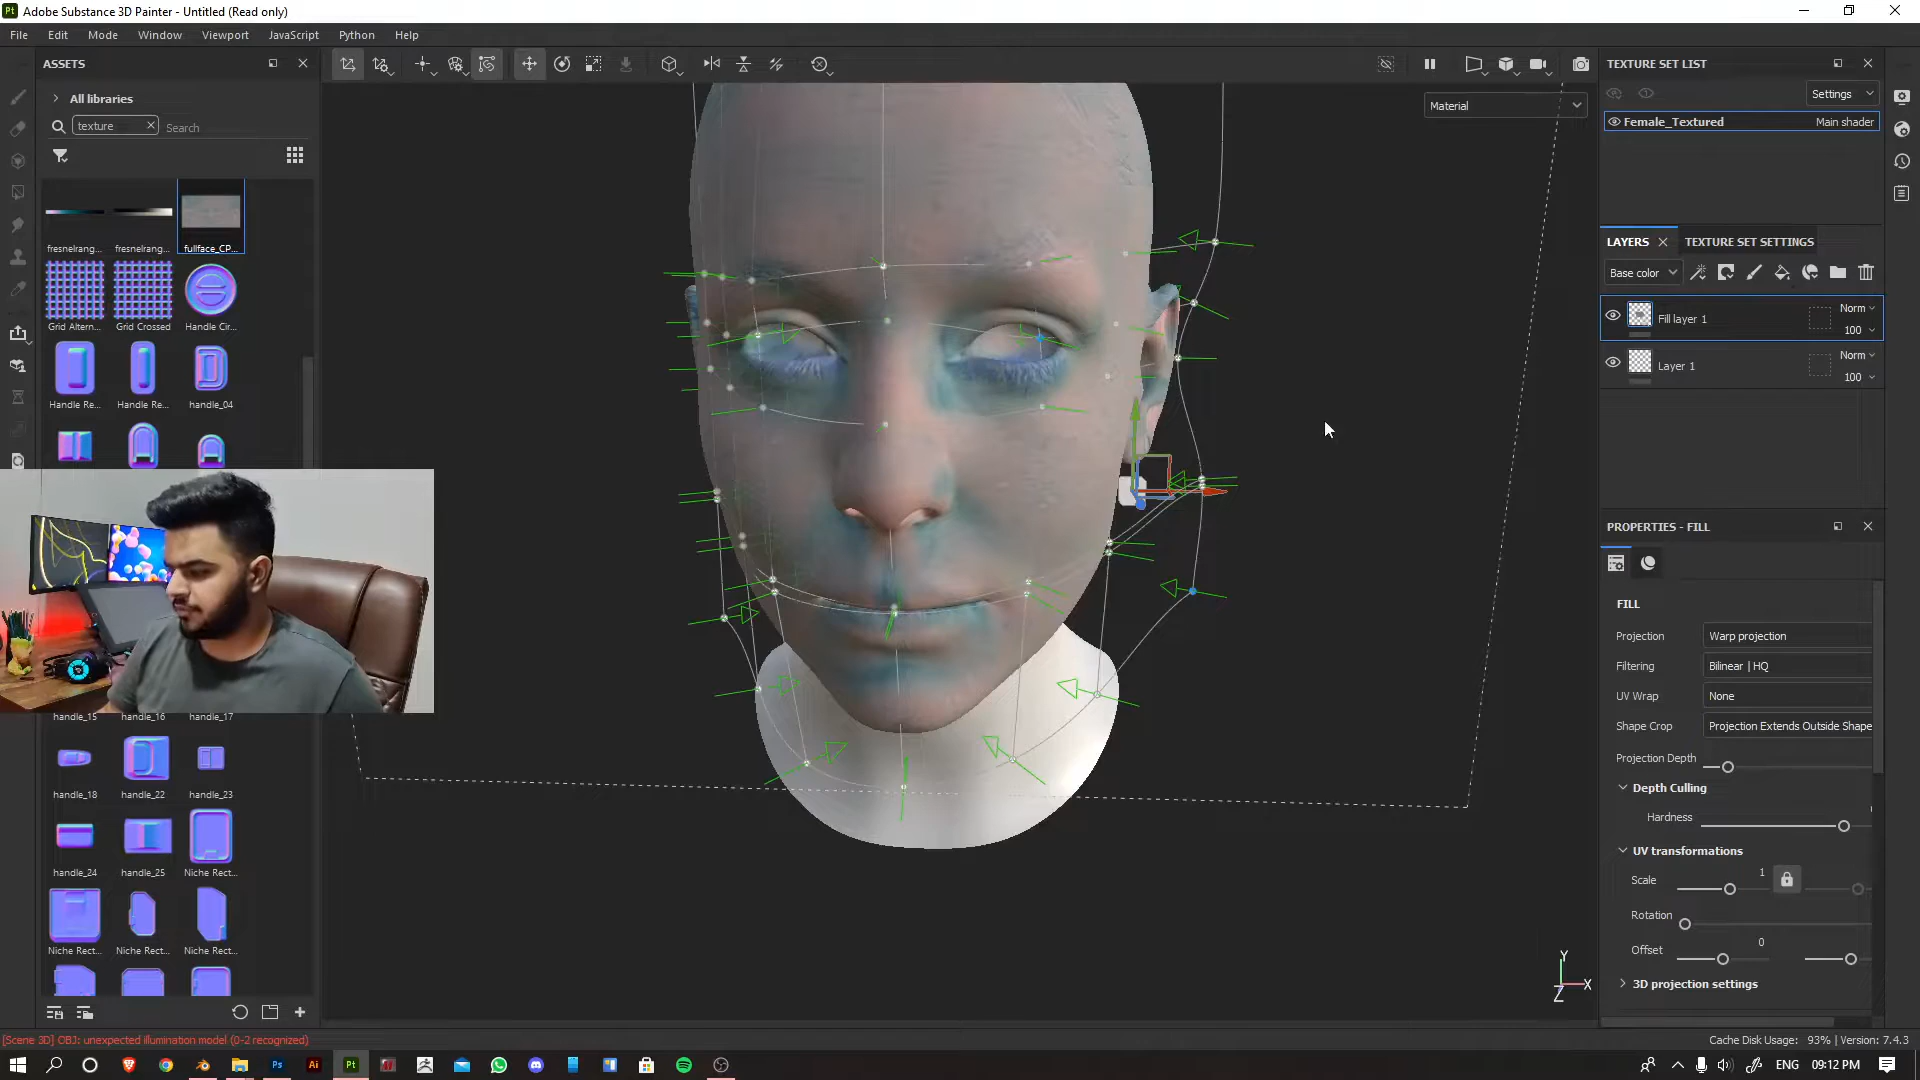 Adobe Substance 3D Painter - Untitled (Read only)
File Edit Mode Window Viewport JavaScript Python Help
ASSETS
All libraries
texture Search
fresnelrang... fresnelrang... fullface_CP...
Grid Altern... Grid Crossed Handle Cir...
Handle Re... Handle Re... handle_04
handle_15 handle_16 handle_17
handle_18 handle_22 handle_23
handle_24 handle_25 Niche Rect...
Niche Rect... Niche Rect... Niche Rect...
Material
Y
X
Z
TEXTURE SET LIST
Settings
Female_Textured Main shader
LAYERS TEXTURE SET SETTINGS
Base color
Fill layer 1 Norm
100
Layer 1 Norm
100
PROPERTIES - FILL
FILL
Projection Warp projection
Filtering Bilinear | HQ
UV Wrap None
Shape Crop Projection Extends Outside Shape
Projection Depth
Depth Culling
Hardness
UV transformations
Scale 1
Rotation
Offset 0
3D projection settings
[Scene 3D] OBJ: unexpected illumination model (0-2 recognized)
Cache Disk Usage: 93% | Version: 7.4.3
Ps Ai Pt
ENG 09:12 PM